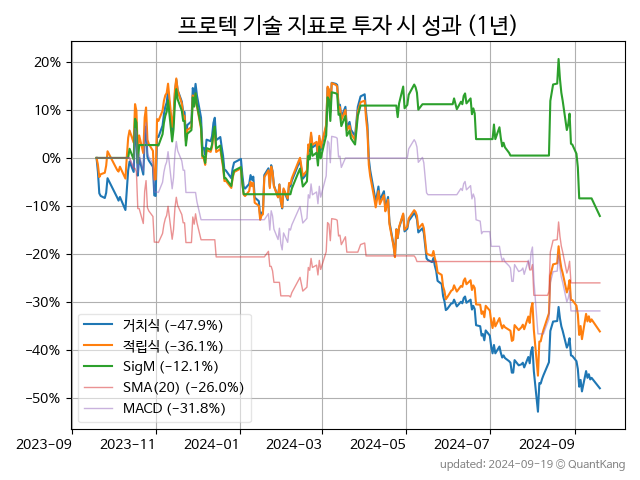 프로텍 기술 지표로 투자 시 성과 (1년)
20%
10%
0%
−10%
−20%
−30%
−40%
−50%
거치식 (−47.9%)
적립식 (−36.1%)
SigM (−12.1%)
SMA(20) (−26.0%)
MACD (−31.8%)
2023-09 2023-11 2024-01 2024-03 2024-05 2024-07 2024-09
updated: 2024-09-19 © QuantKang